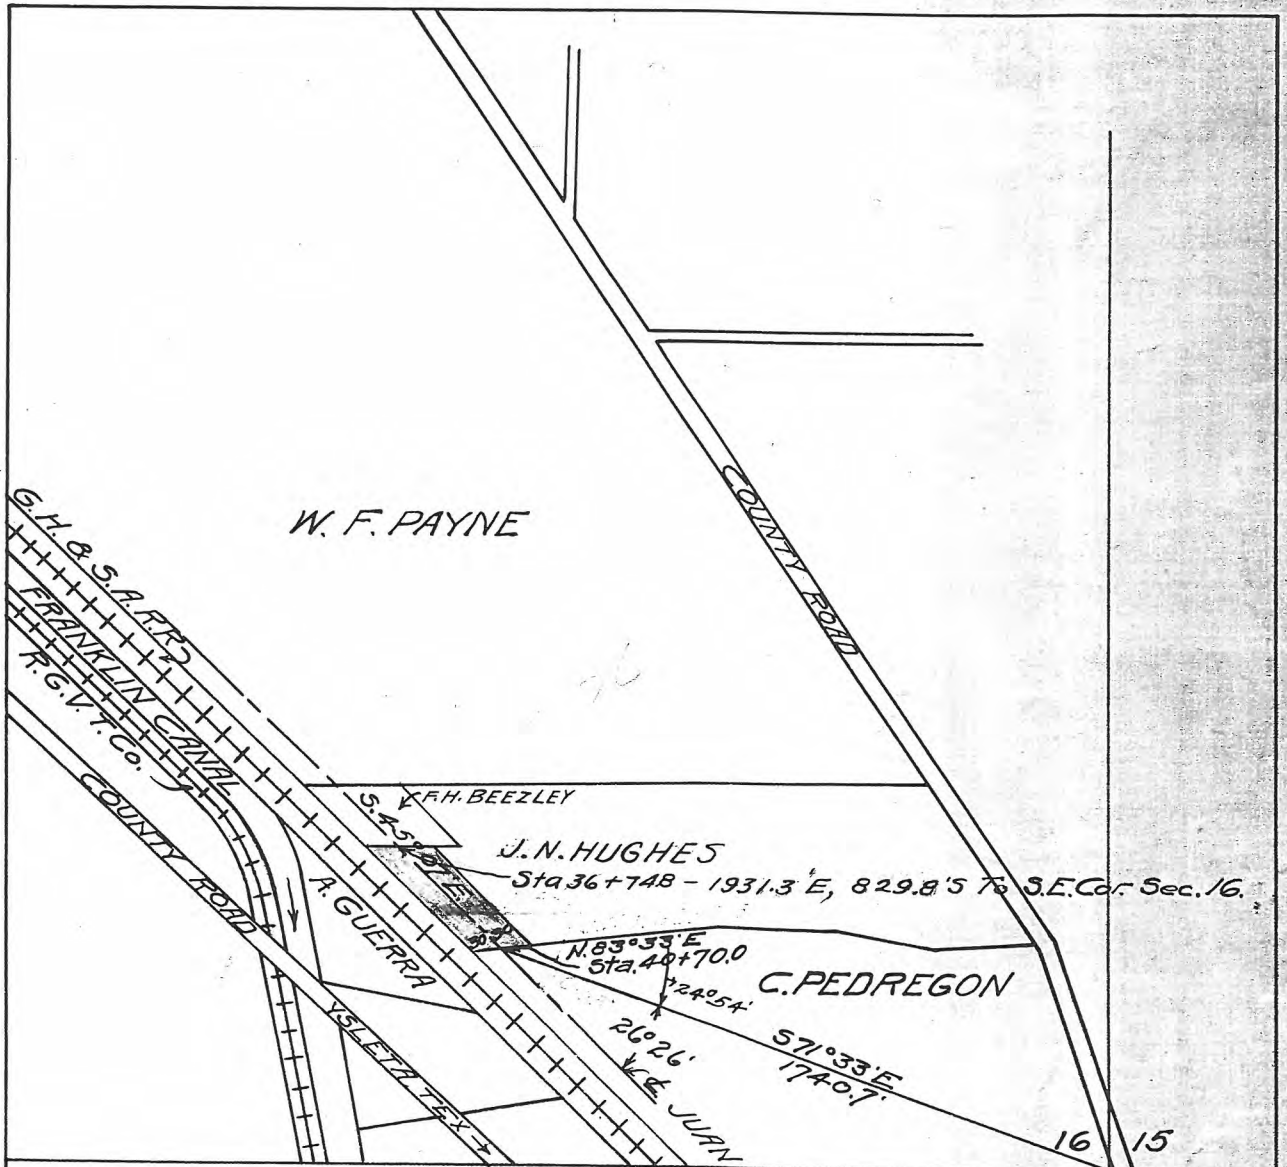 W. F. PAYNE
COUNTY ROAD
G.H. & S.A.R.R.
FRANKLIN CANAL
R.G.V.T.Co.
COUNTY ROAD
F.H. BEEZLEY
J.N. HUGHES
Sta 36+74B - 1931.3'E, 829.8'S To S.E. Cor. Sec. 16.
A. GUERRA
N.83°33'E
Sta. 40+70.0
24°54'
C. PEDREGON
26°26'
S71°33'E
1740.7'
YSLETA TEX
JUAN
16 15